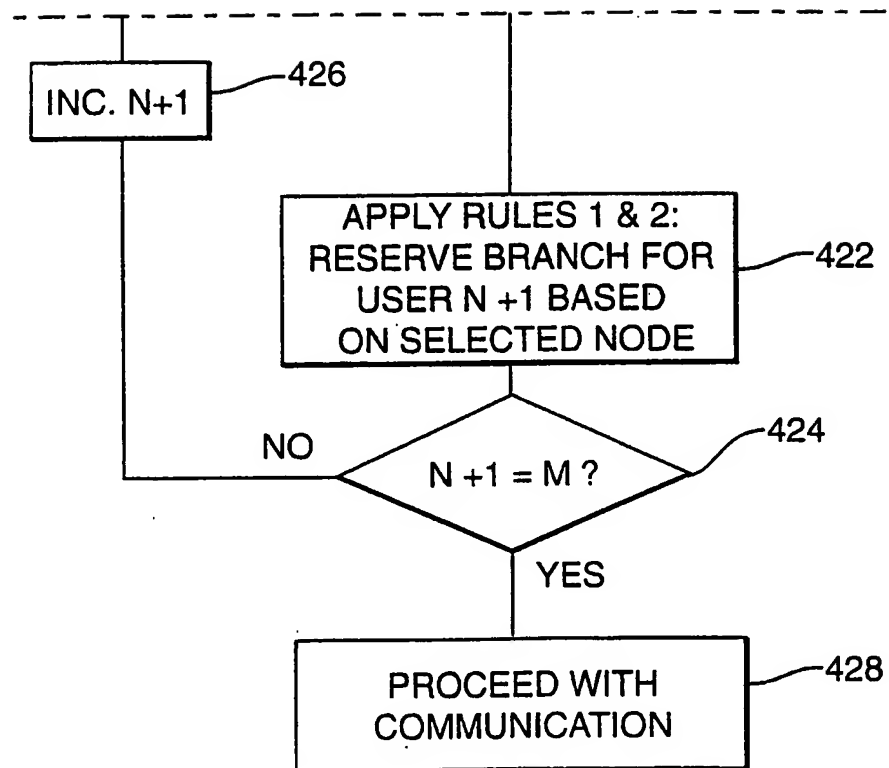 INC. N+1
426
APPLY RULES 1 & 2:
RESERVE BRANCH FOR
USER N +1 BASED
ON SELECTED NODE
422
NO
N +1 = M ?
424
YES
PROCEED WITH
COMMUNICATION
428